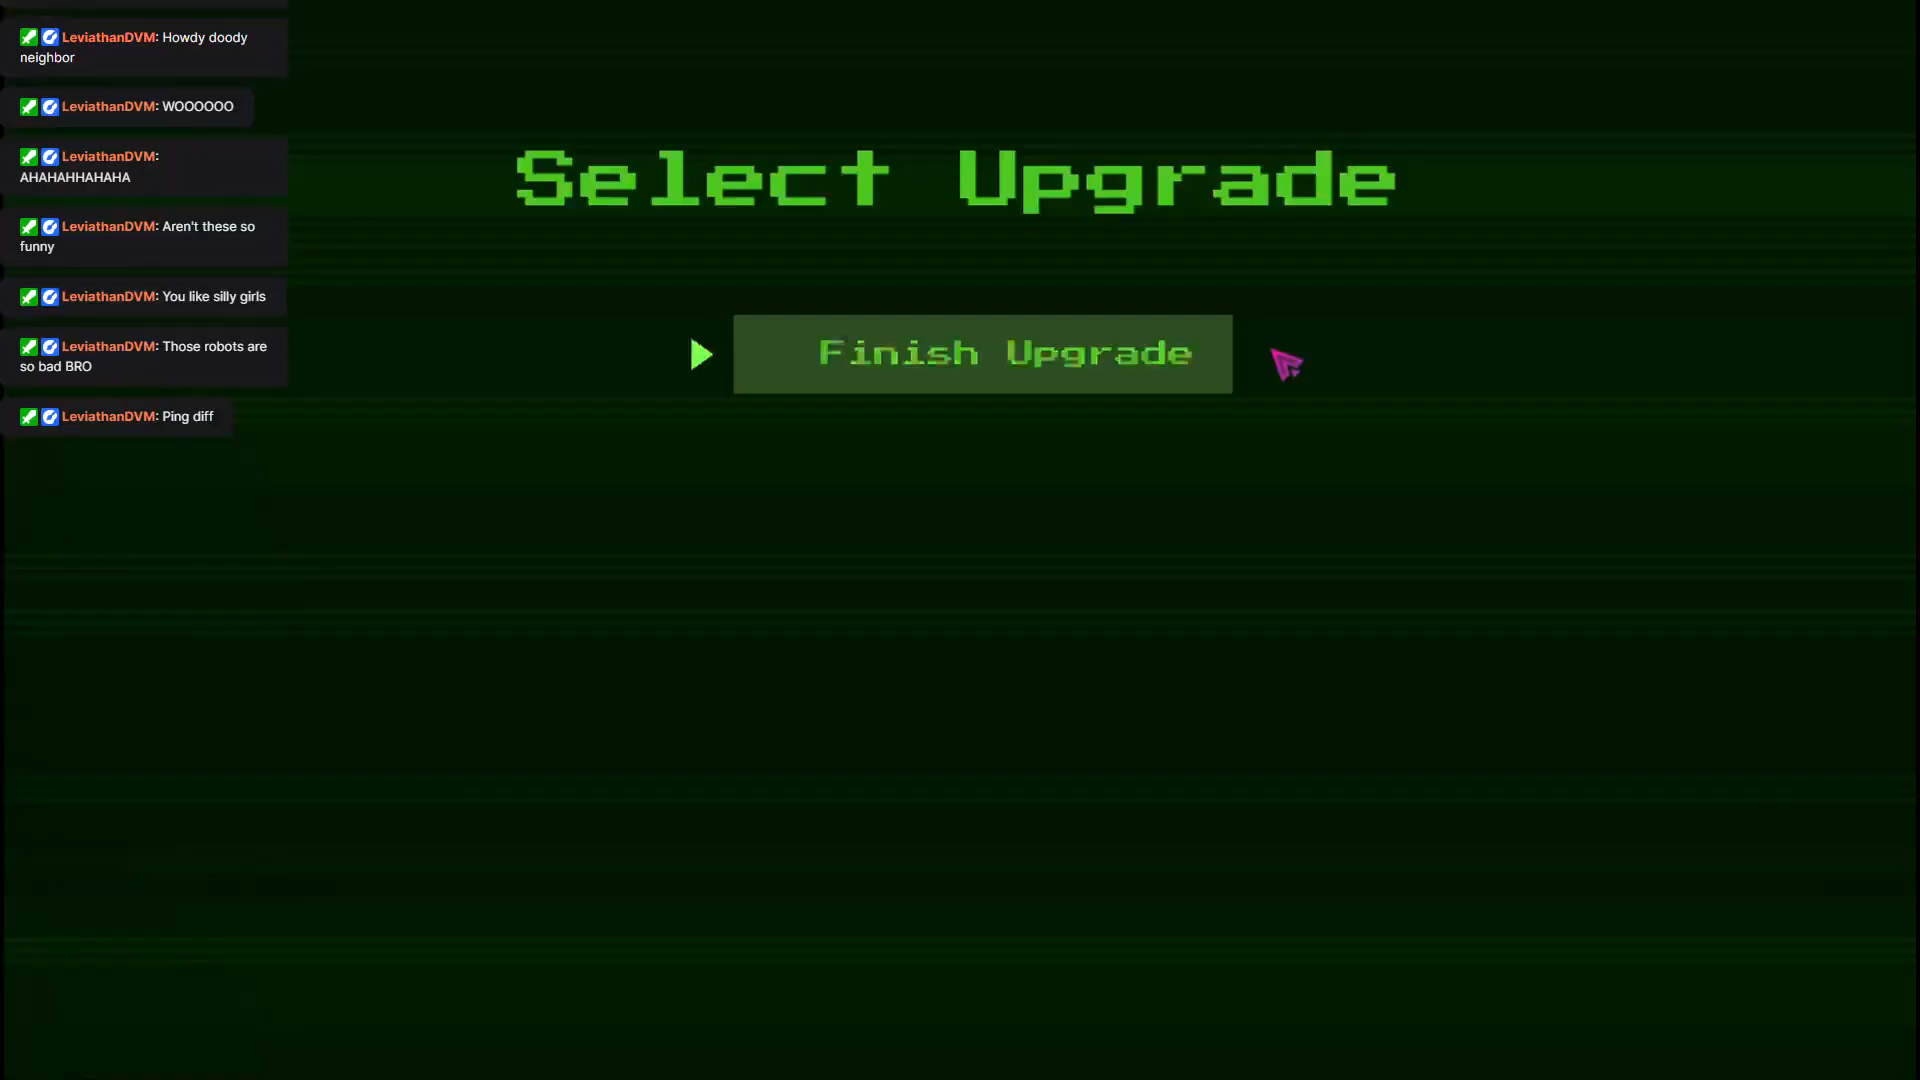 LeviathanDVM: Howdy doody
neighbor
LeviathanDVM: WOOOOOO
LeviathanDVM:
AHAHAHHAHAHA
LeviathanDVM: Aren't these so
funny
LeviathanDVM: You like silly girls
LeviathanDVM: Those robots are
so bad BRO
LeviathanDVM: Ping diff
Select Upgrade
Finish Upgrade